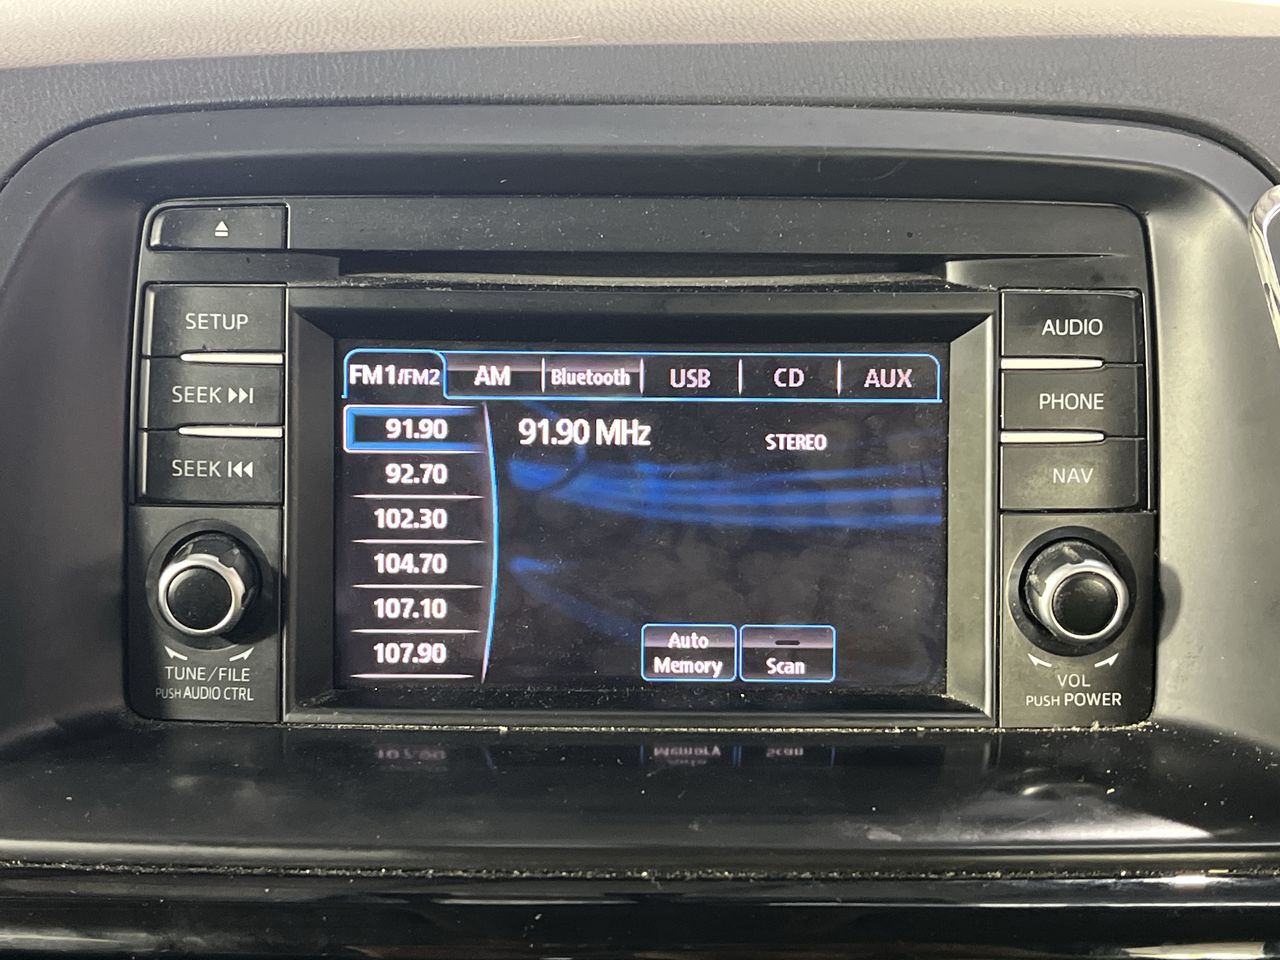 SETUP
SEEK
SEEK
TUNE/FILE
PUSH AUDIO CTRL
FM1/FM2 AM Bluetooth USB CD AUX
91.90
92.70
102.30
104.70
107.10
107.90
91.90 MHz STEREO
Auto
Memory
Scan
AUDIO
PHONE
NAV
VOL
PUSH POWER